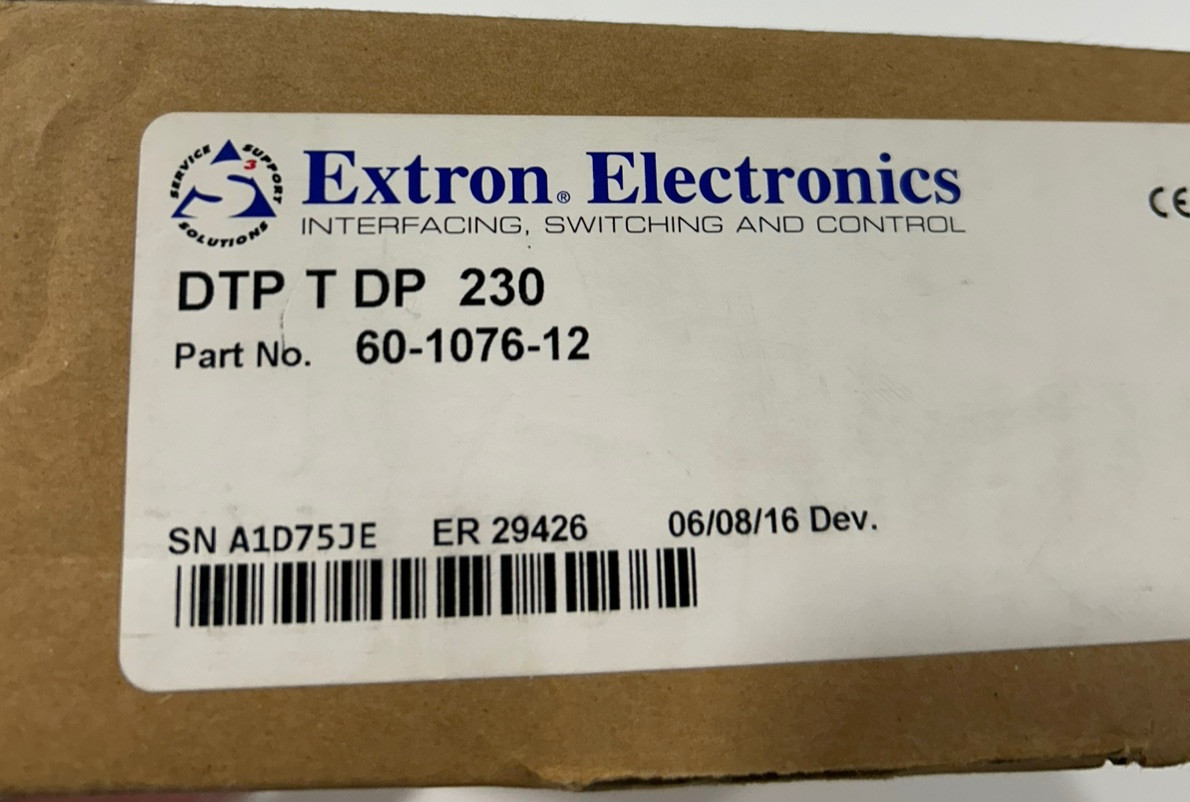 SERVICE SUPPORT SOLUTIONS
S3
Extron® Electronics
INTERFACING, SWITCHING AND CONTROL
CE
DTP T DP 230
Part No. 60-1076-12
SN A1D75JE ER 29426 06/08/16 Dev.